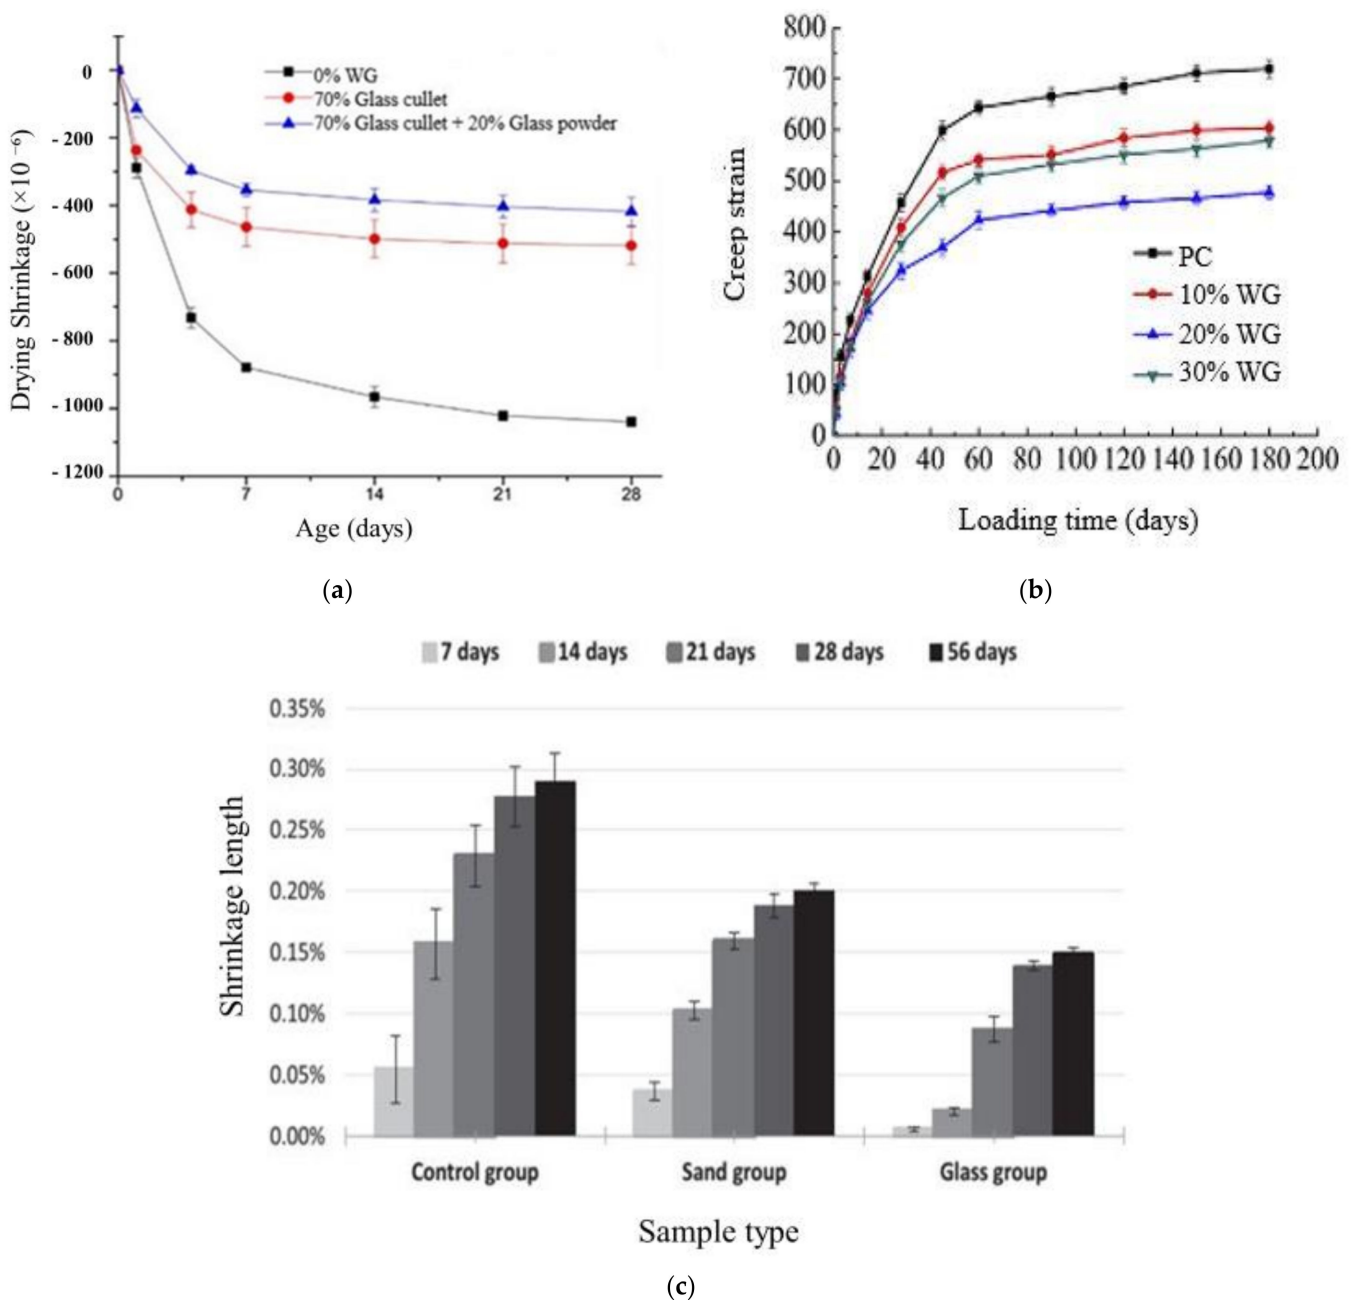 0% WG
70% Glass cullet
70% Glass cullet + 20% Glass powder
Drying Shrinkage (×10 ⁻⁶)
0
- 200
- 400
- 600
- 800
- 1000
- 1200
0 7 14 21 28
Age (days)
(a)
Creep strain
800
700
600
500
400
300
200
100
0
PC
10% WG
20% WG
30% WG
0 20 40 60 80 100 120 140 160 180 200
Loading time (days)
(b)
7 days 14 days 21 days 28 days 56 days
Shrinkage length
0.35%
0.30%
0.25%
0.20%
0.15%
0.10%
0.05%
0.00%
Control group Sand group Glass group
Sample type
(c)